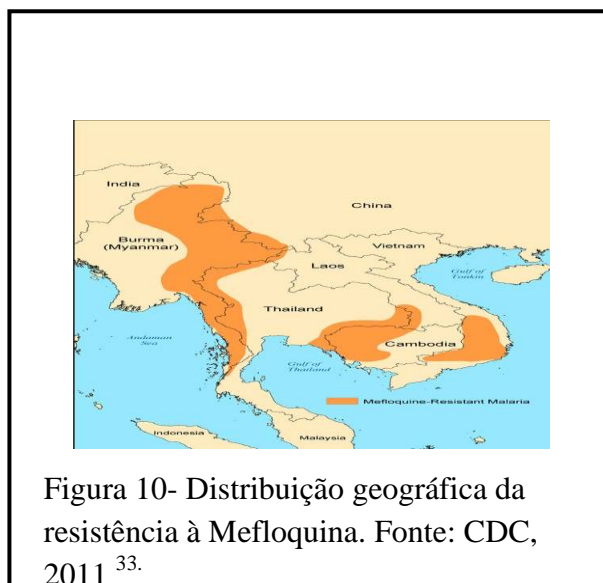 India
China
Burma
(Myanmar)
Vietnam
Laos
Gulf of
Tonkin
Thailand
Andaman
Sea
Cambodia
Gulf of
Thailand
Mefloquine-Resistant Malaria
Indonesia
Malaysia
Figura 10- Distribuição geográfica da
resistência à Mefloquina. Fonte: CDC,
2011 33.